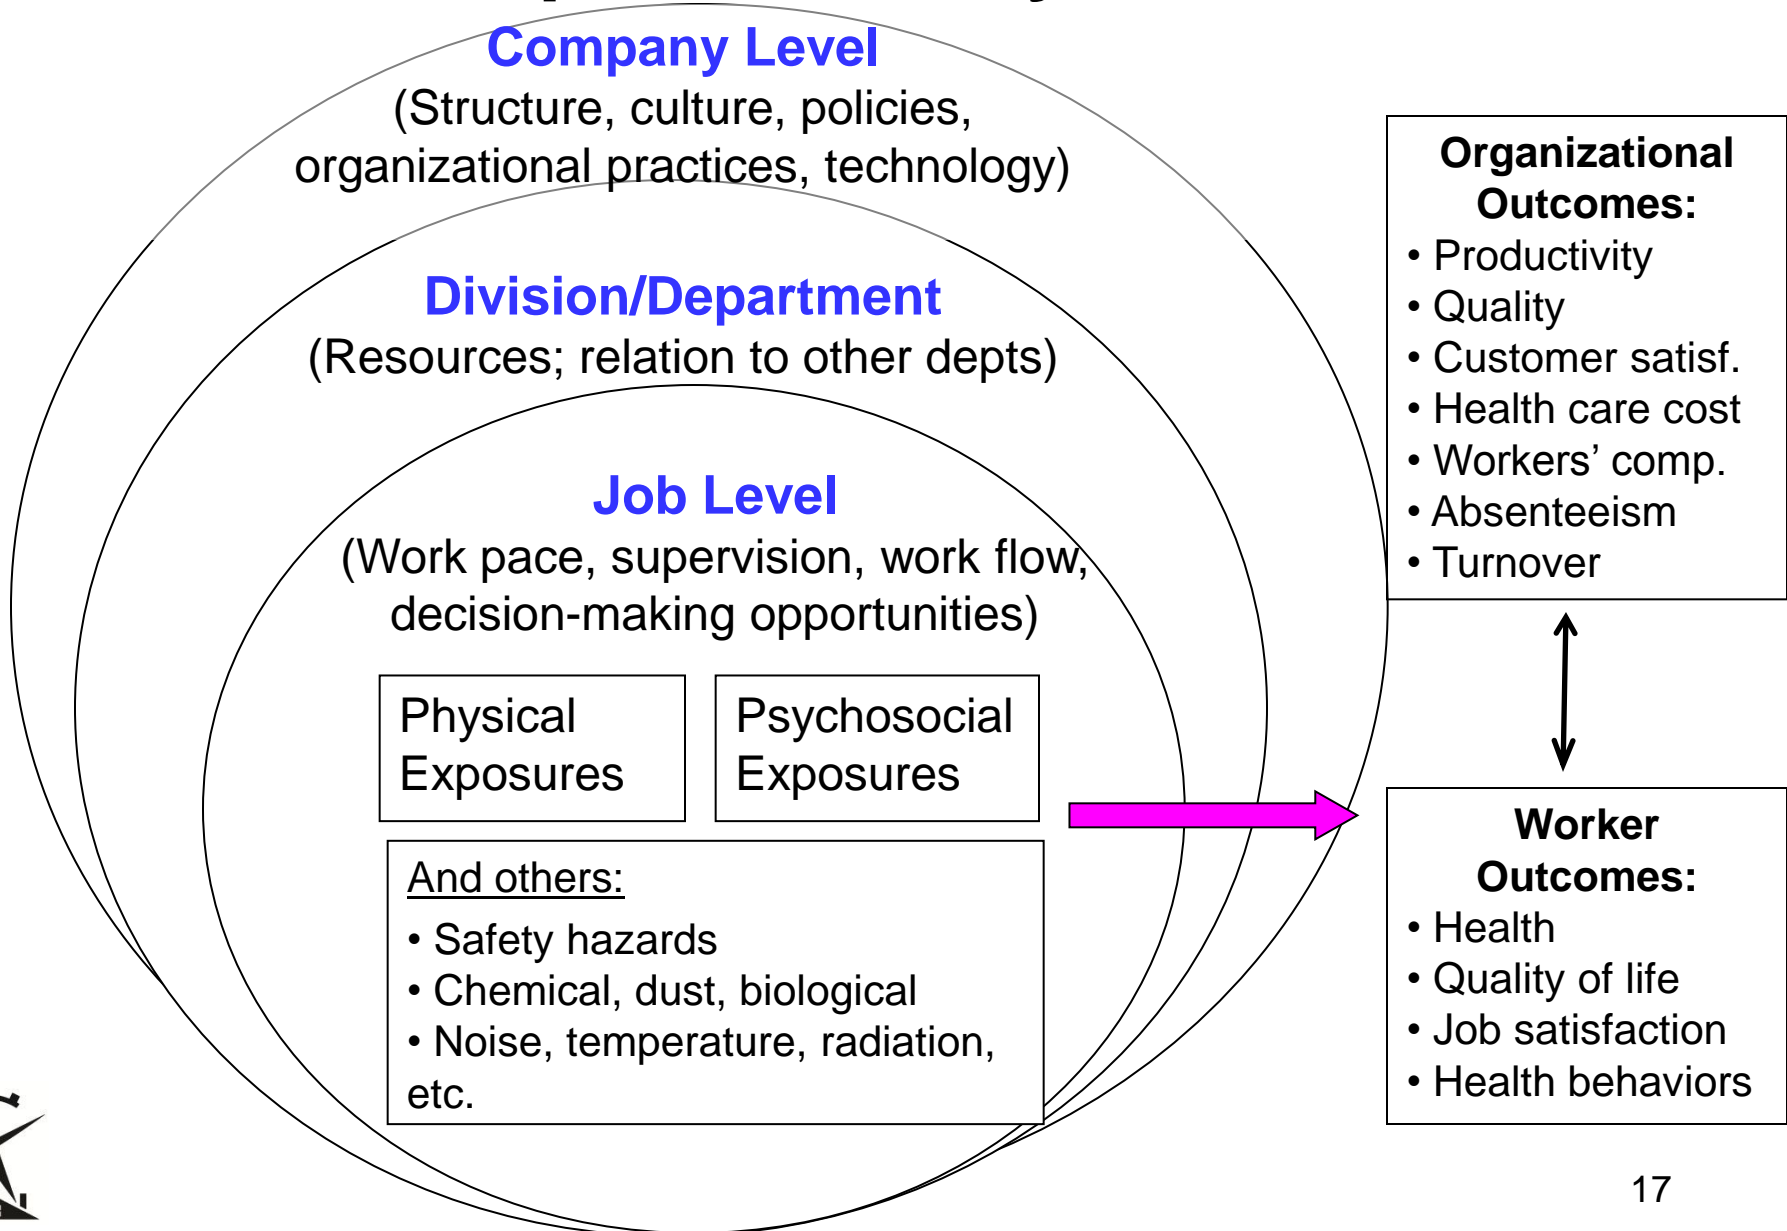 Company Level
(Structure, culture, policies,
organizational practices, technology)
Division/Department
(Resources; relation to other depts)
Job Level
(Work pace, supervision, work flow,
decision-making opportunities)
Physical
Exposures
Psychosocial
Exposures
And others:
• Safety hazards
• Chemical, dust, biological
• Noise, temperature, radiation,
etc.
Organizational
Outcomes:
• Productivity
• Quality
• Customer satisf.
• Health care cost
• Workers’ comp.
• Absenteeism
• Turnover
Worker
Outcomes:
• Health
• Quality of life
• Job satisfaction
• Health behaviors
17